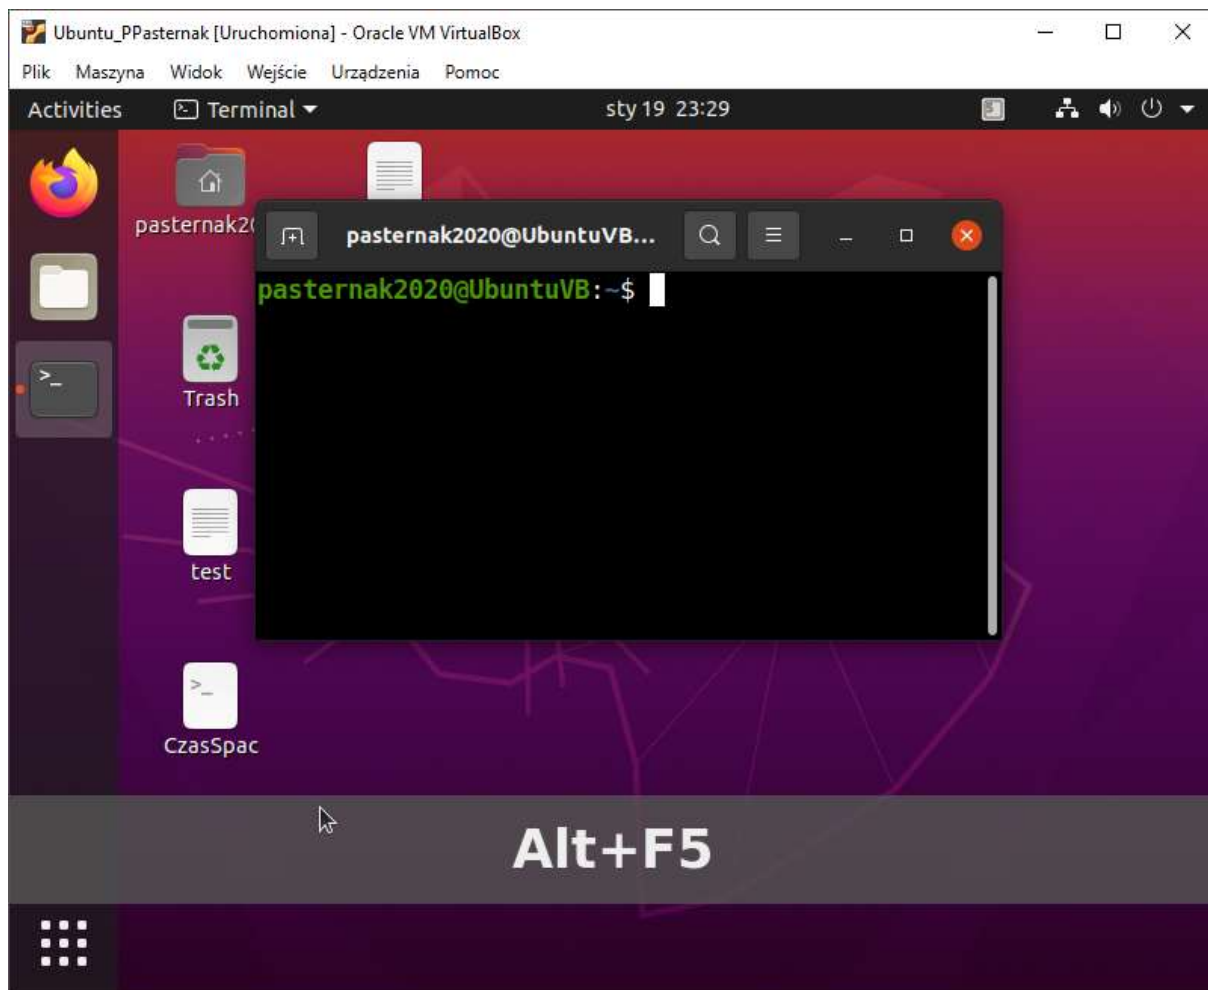 Ubuntu_PPasternak [Uruchomiona] - Oracle VM VirtualBox
Plik Maszyna Widok Wejście Urządzenia Pomoc
Activities Terminal sty 19 23:29
pasternak20
pasternak2020@UbuntuVB...
pasternak2020@UbuntuVB:~$
>_
Trash
test
>_
CzasSpac
Alt+F5